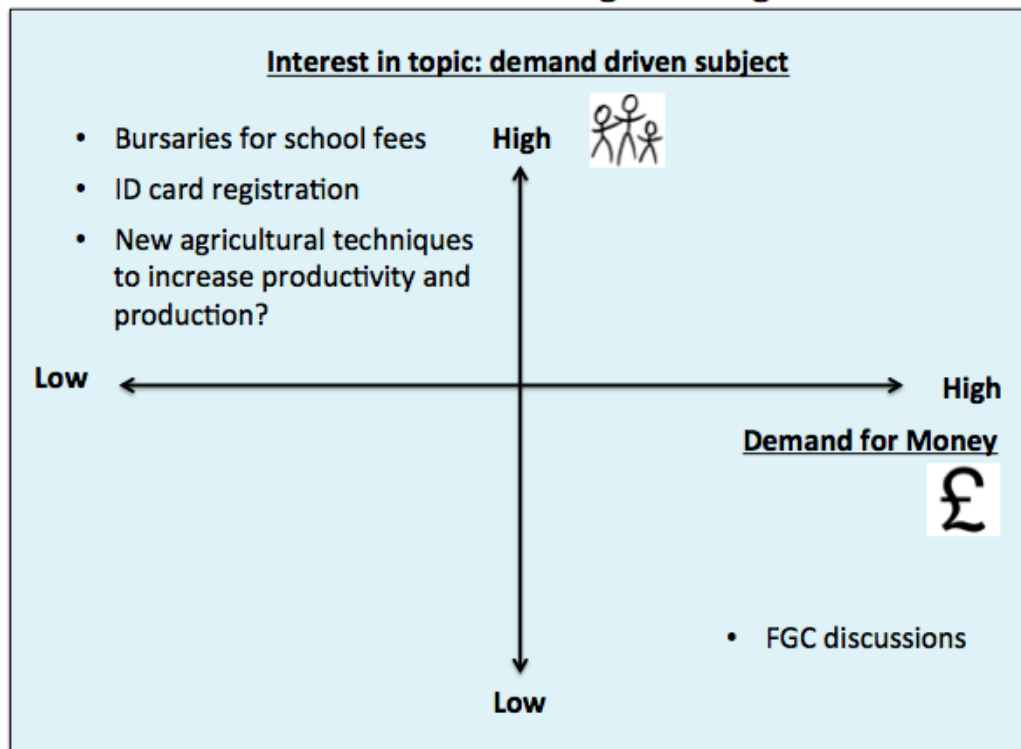 Interest in topic: demand driven subject
• Bursaries for school fees
High
• ID card registration
• New agricultural techniques
to increase productivity and
production?
Low
High
Demand for Money
£
• FGC discussions
Low